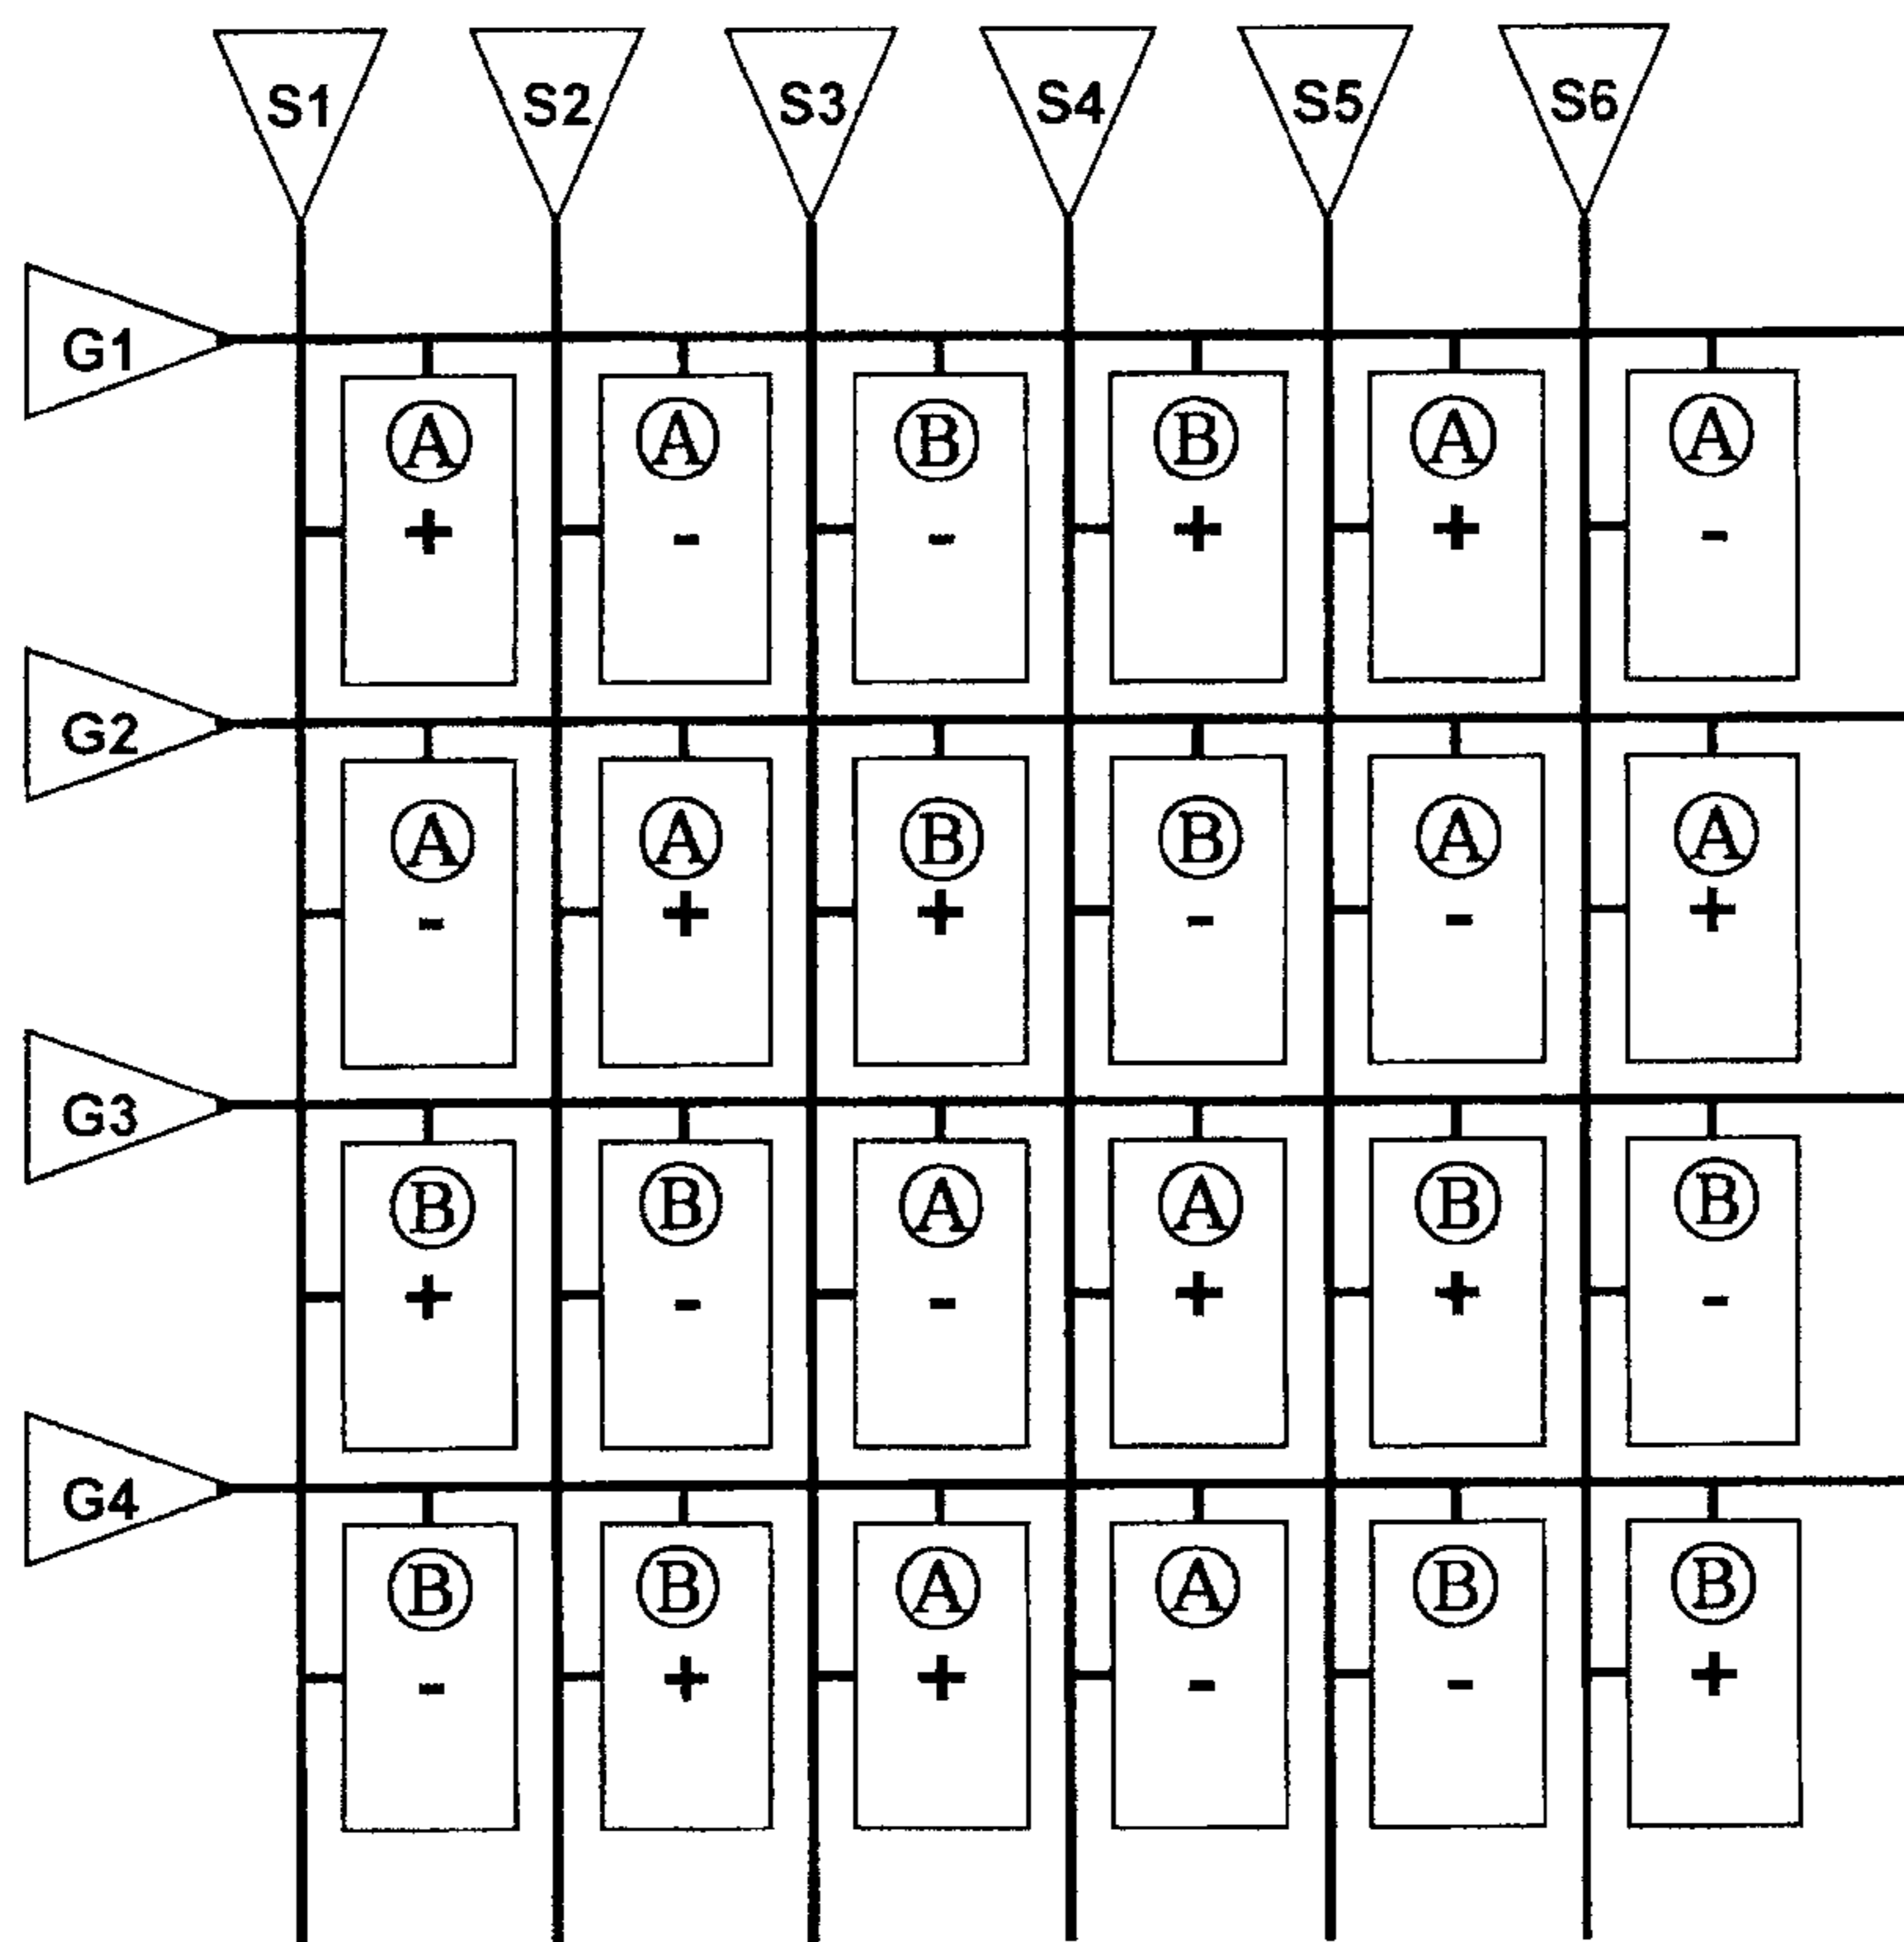 S1 S2 S3 S4 S5 S6
G1
Ⓐ Ⓐ Ⓑ Ⓑ Ⓐ Ⓐ
+ - - + + -
G2
Ⓐ Ⓐ Ⓑ Ⓑ Ⓐ Ⓐ
- + + - - +
G3
Ⓑ Ⓑ Ⓐ Ⓐ Ⓑ Ⓑ
+ - - + + -
G4
Ⓑ Ⓑ Ⓐ Ⓐ Ⓑ Ⓑ
- + + - - +